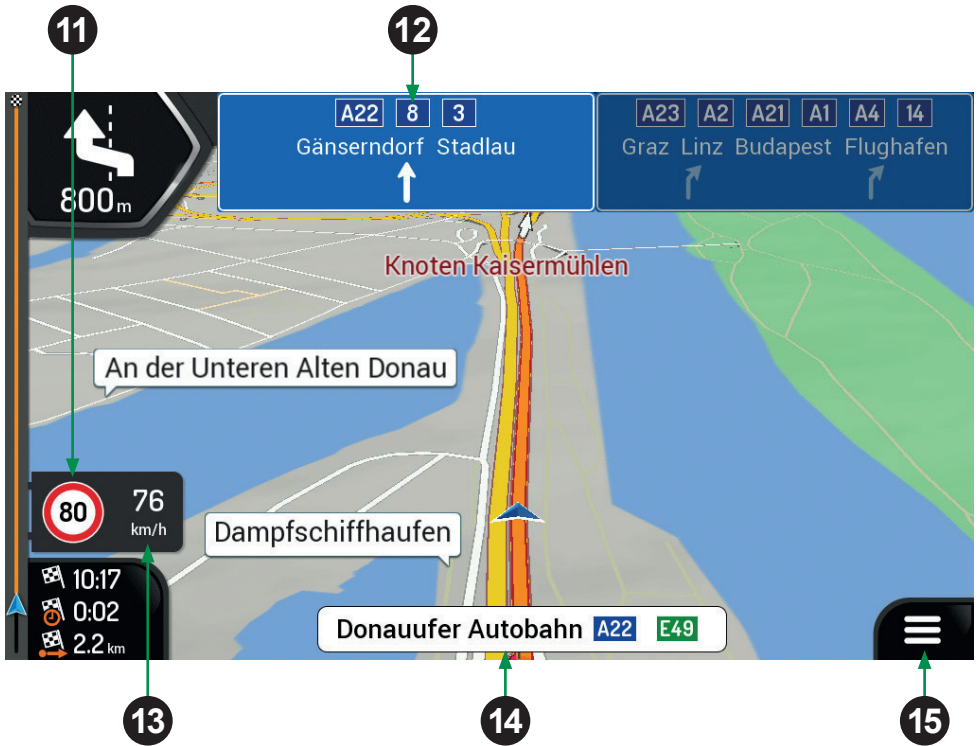 11 12
A22 8 3
Gänserndorf Stadlau
A23 A2 A21 A1 A4 14
Graz Linz Budapest Flughafen
800 m
Knoten Kaisermühlen
An der Unteren Alten Donau
80 76
km/h
Dampfschiffhaufen
10:17
0:02
2.2 km
Donauufer Autobahn A22 E49
13 14 15